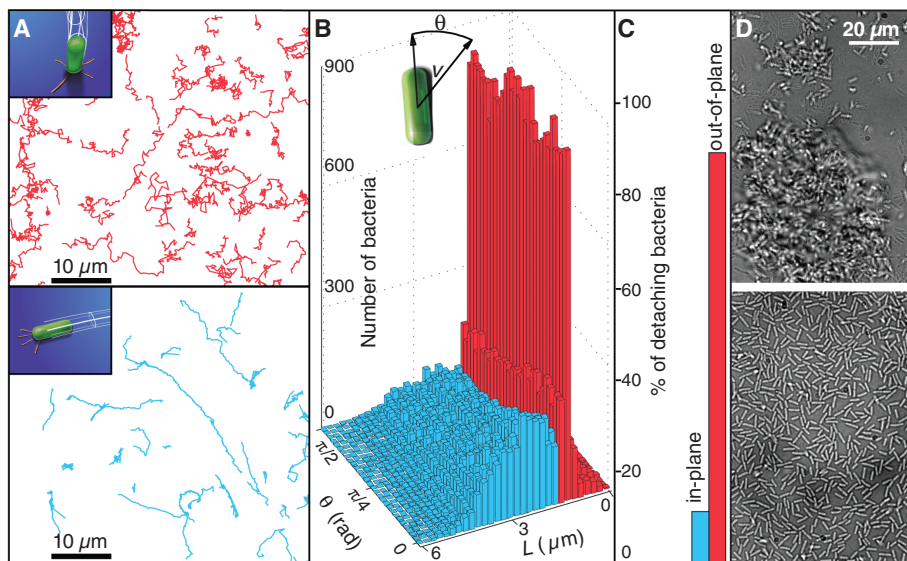 A
10 µm
10 µm
B
θ
v
900
600
300
0
Number of bacteria
π/2
π/4
0
θ (rad)
6
3
0
L (µm)
C
100
80
60
40
20
0
% of detaching bacteria
in-plane
out-of-plane
D
20 µm